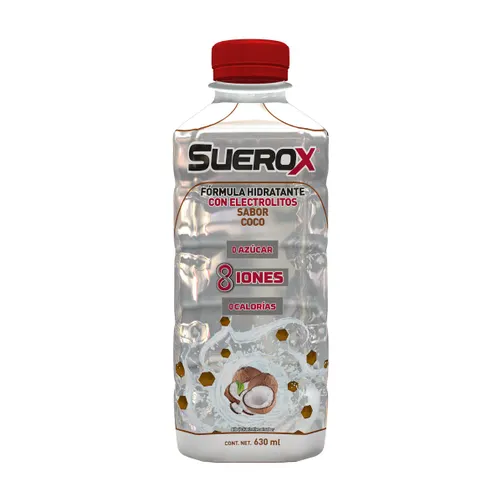 SUEROX
FÓRMULA HIDRATANTE
CON ELECTROLITOS
SABOR
COCO
0 AZÚCAR
8 IONES
0 CALORÍAS
CONT. NET. 630 ml